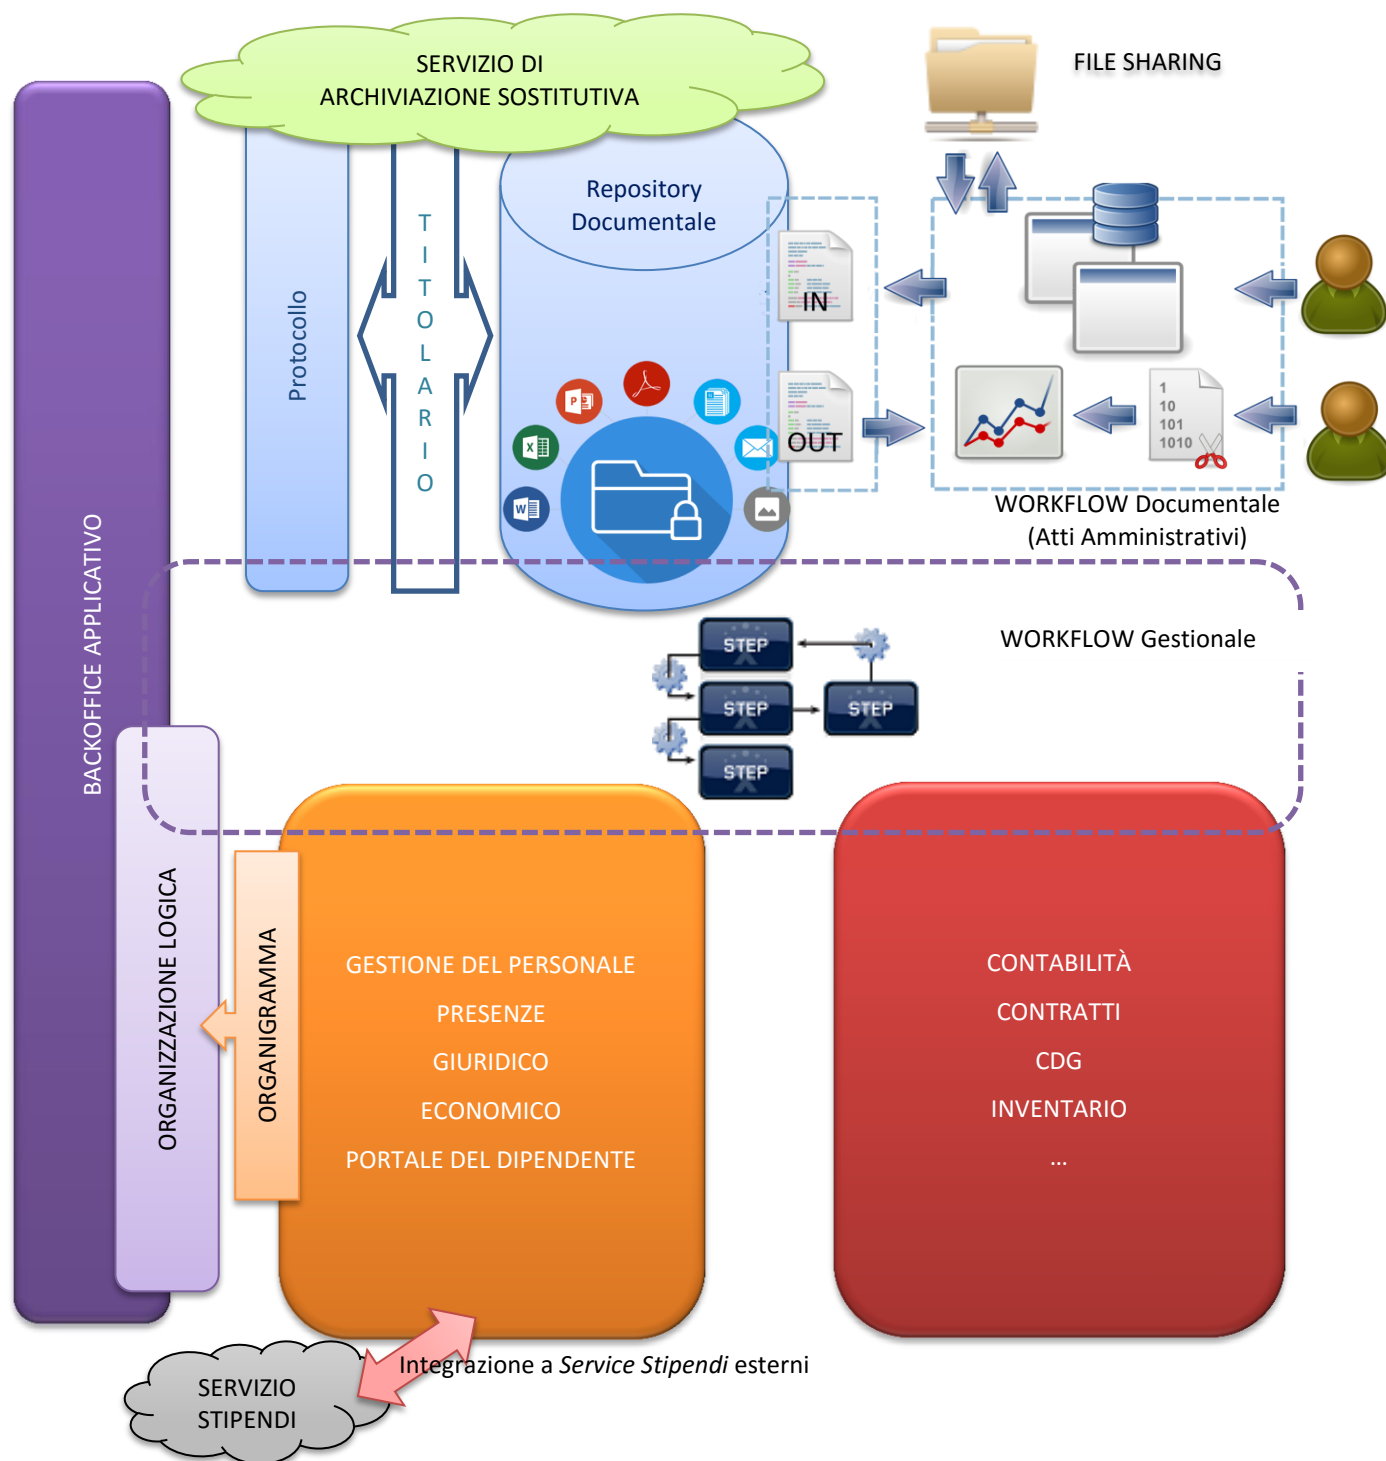 SERVIZIO DI
ARCHIVIAZIONE SOSTITUTIVA
FILE SHARING
Repository
Documentale
TITOLARIO
Protocollo
IN
OUT
P
X
W
1
10
101
1010
WORKFLOW Documentale
(Atti Amministrativi)
BACKOFFICE APPLICATIVO
WORKFLOW Gestionale
STEP
STEP
STEP
STEP
ORGANIZZAZIONE LOGICA
ORGANIGRAMMA
GESTIONE DEL PERSONALE
PRESENZE
GIURIDICO
ECONOMICO
PORTALE DEL DIPENDENTE
CONTABILITÀ
CONTRATTI
CDG
INVENTARIO
...
Integrazione a Service Stipendi esterni
SERVIZIO
STIPENDI